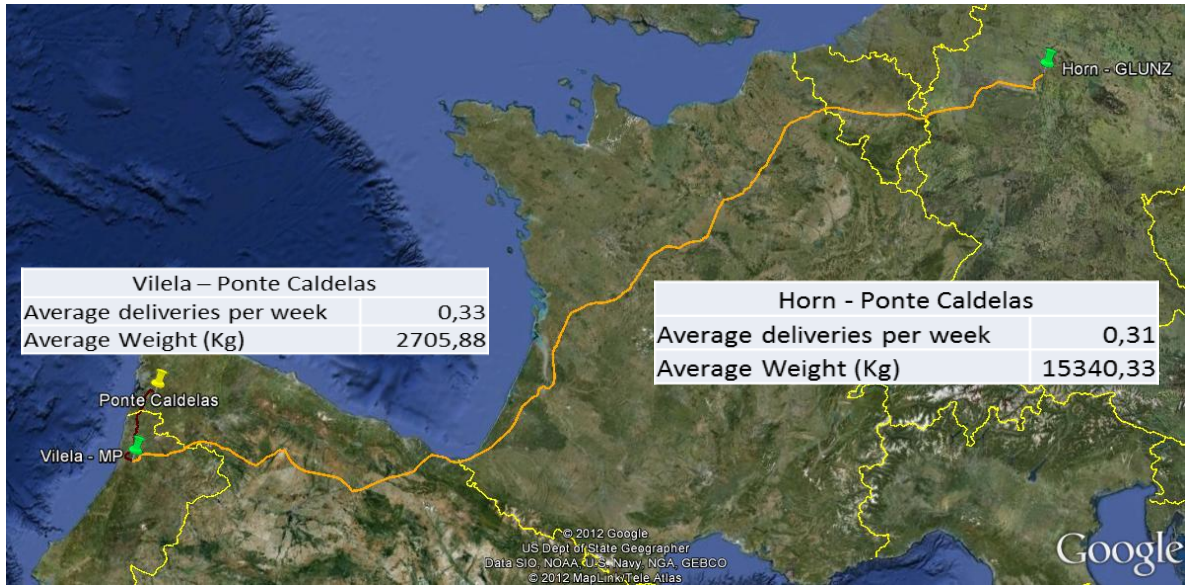 Horn - GLUNZ
Vilela – Ponte Caldelas
Average deliveries per week 0,33
Average Weight (Kg) 2705,88
Horn - Ponte Caldelas
Average deliveries per week 0,31
Average Weight (Kg) 15340,33
Ponte Caldelas
Vilela - MP
© 2012 Google
US Dept of State Geographer
Data SIO, NOAA, U.S. Navy, NGA, GEBCO
© 2012 MapLink/Tele Atlas
Google